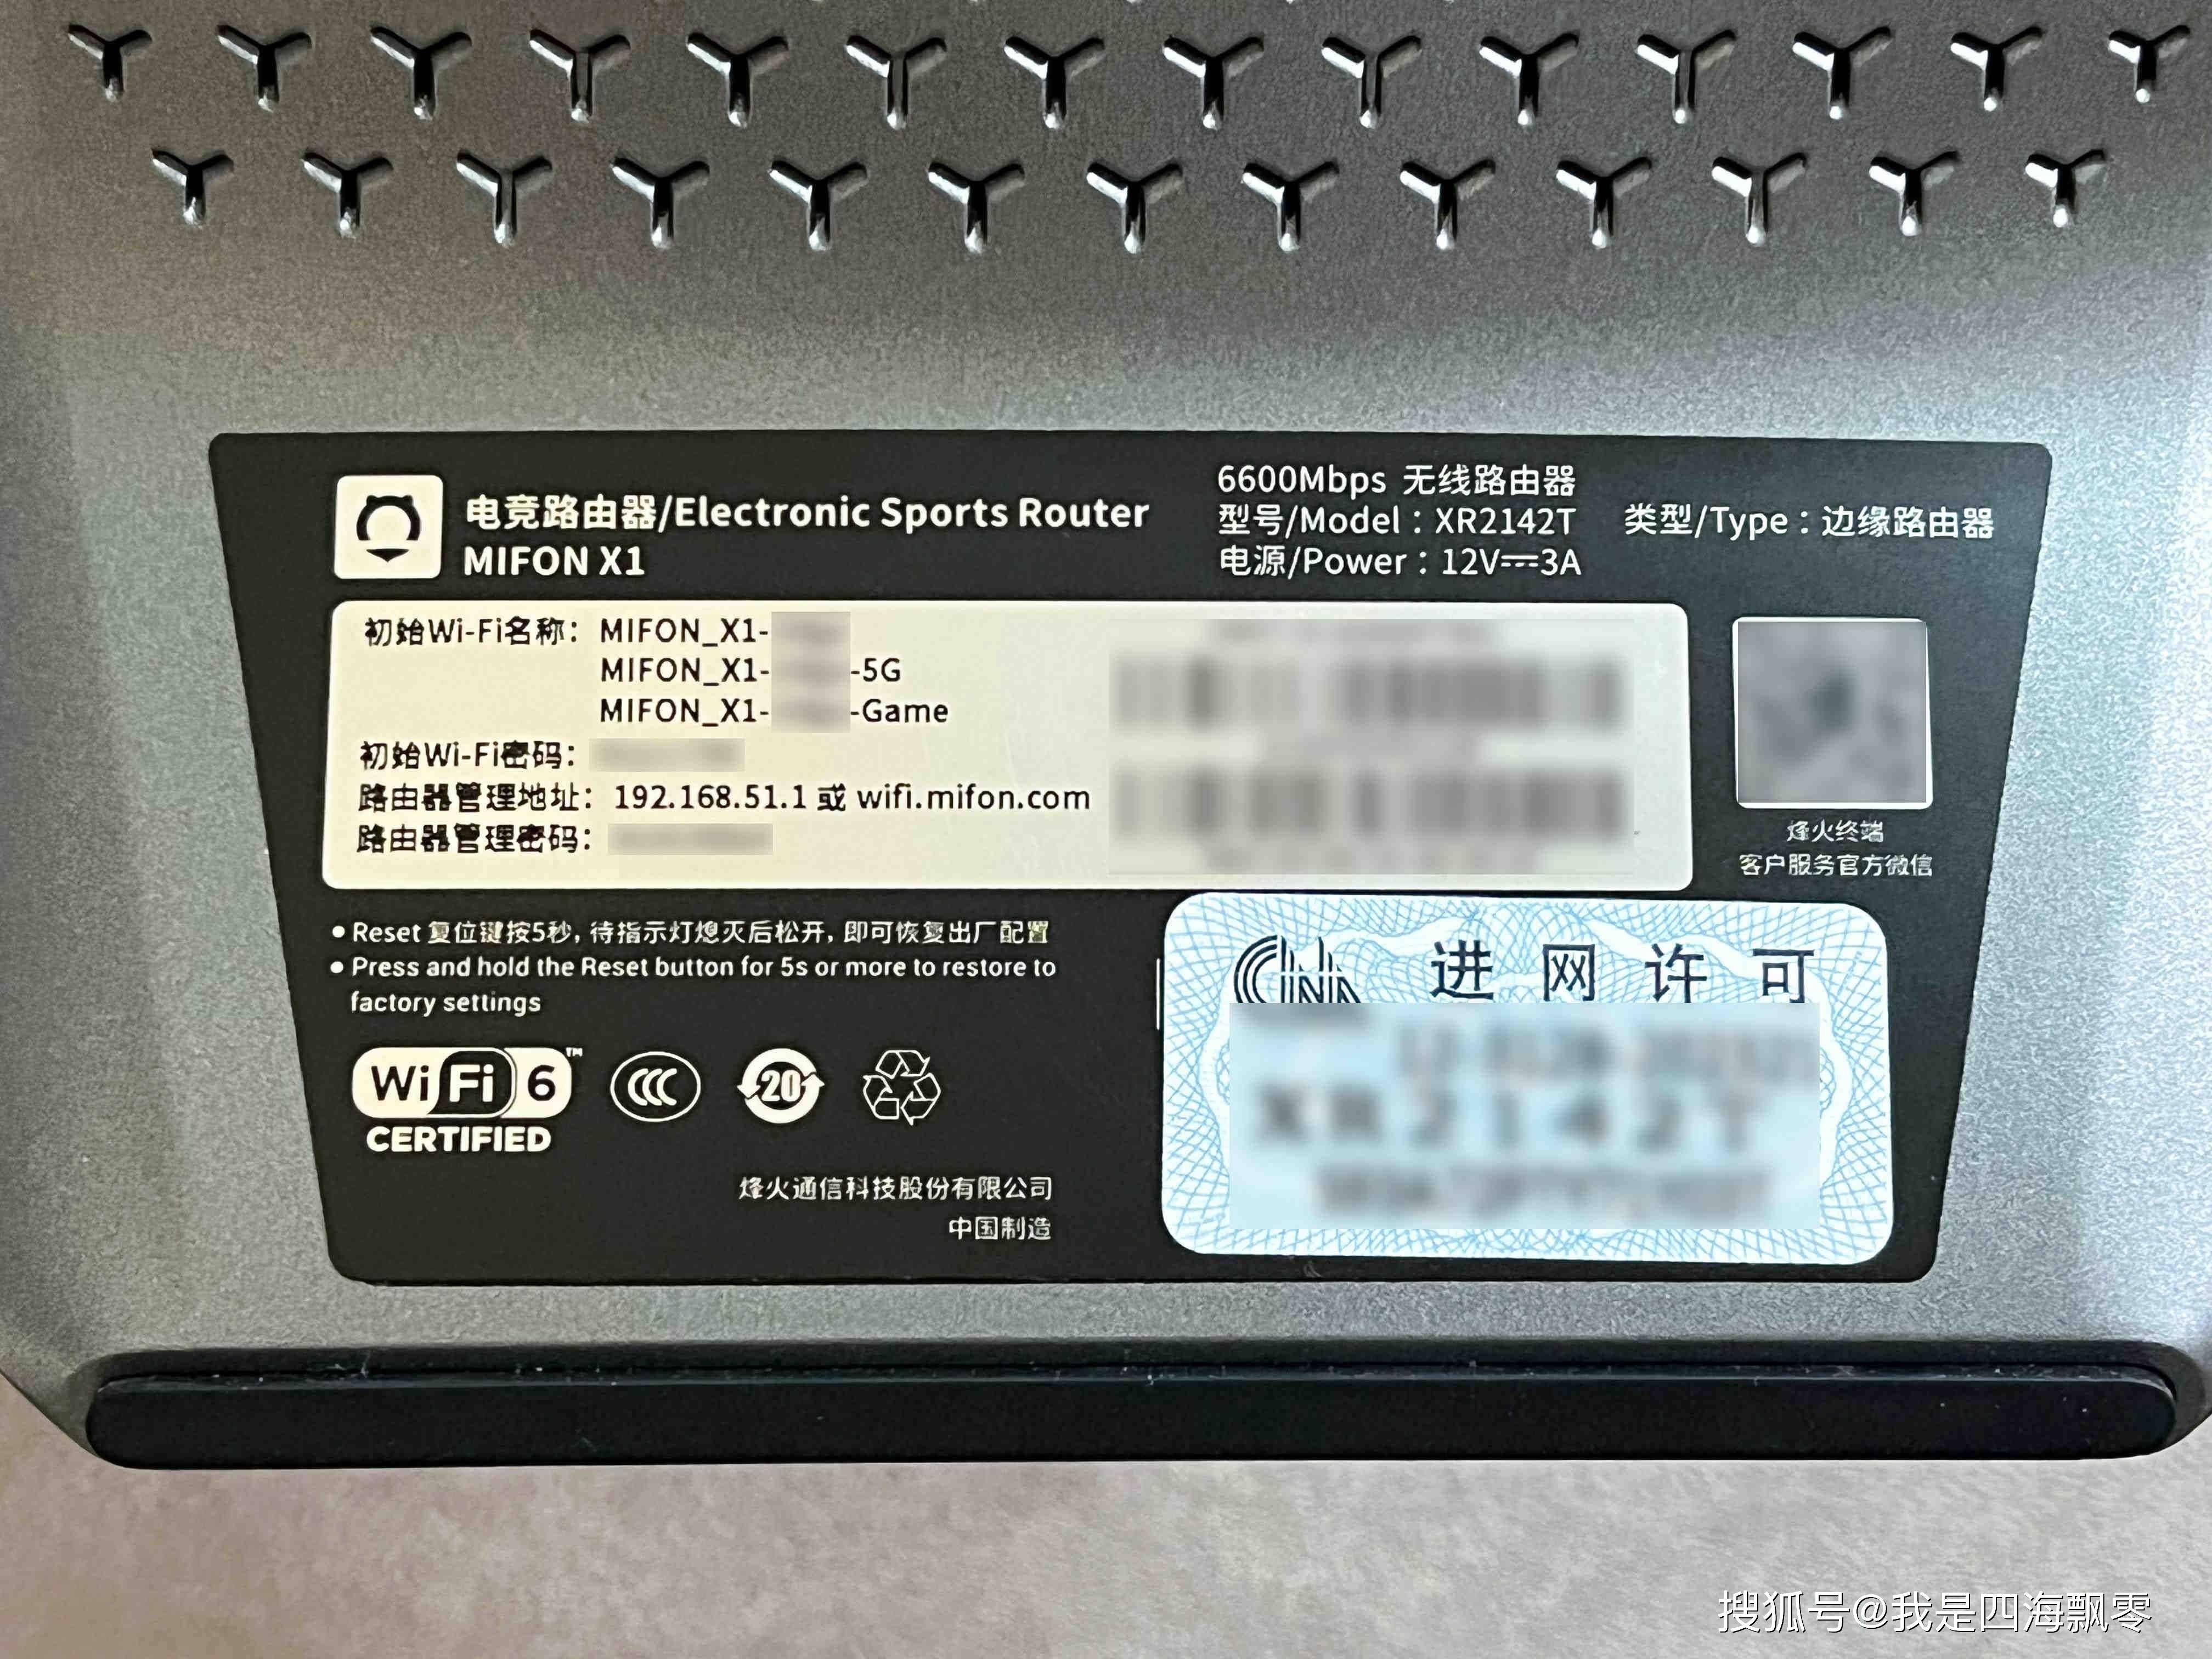 电竞路由器/Electronic Sports Router
MIFON X1
6600Mbps 无线路由器
型号/Model：XR2142T 类型/Type：边缘路由器
电源/Power：12V⎓3A
初始Wi-Fi名称： MIFON_X1-
MIFON_X1- -5G
MIFON_X1- -Game
初始Wi-Fi密码：
路由器管理地址： 192.168.51.1 或 wifi.mifon.com
路由器管理密码：
烽火终端
客户服务官方微信
• Reset 复位键按5秒, 待指示灯熄灭后松开, 即可恢复出厂配置
• Press and hold the Reset button for 5s or more to restore to
factory settings
Wi Fi 6 ™
CERTIFIED
CCC
20
烽火通信科技股份有限公司
中国制造
CNA 进网许可
XR2142T
搜狐号@我是四海飘零